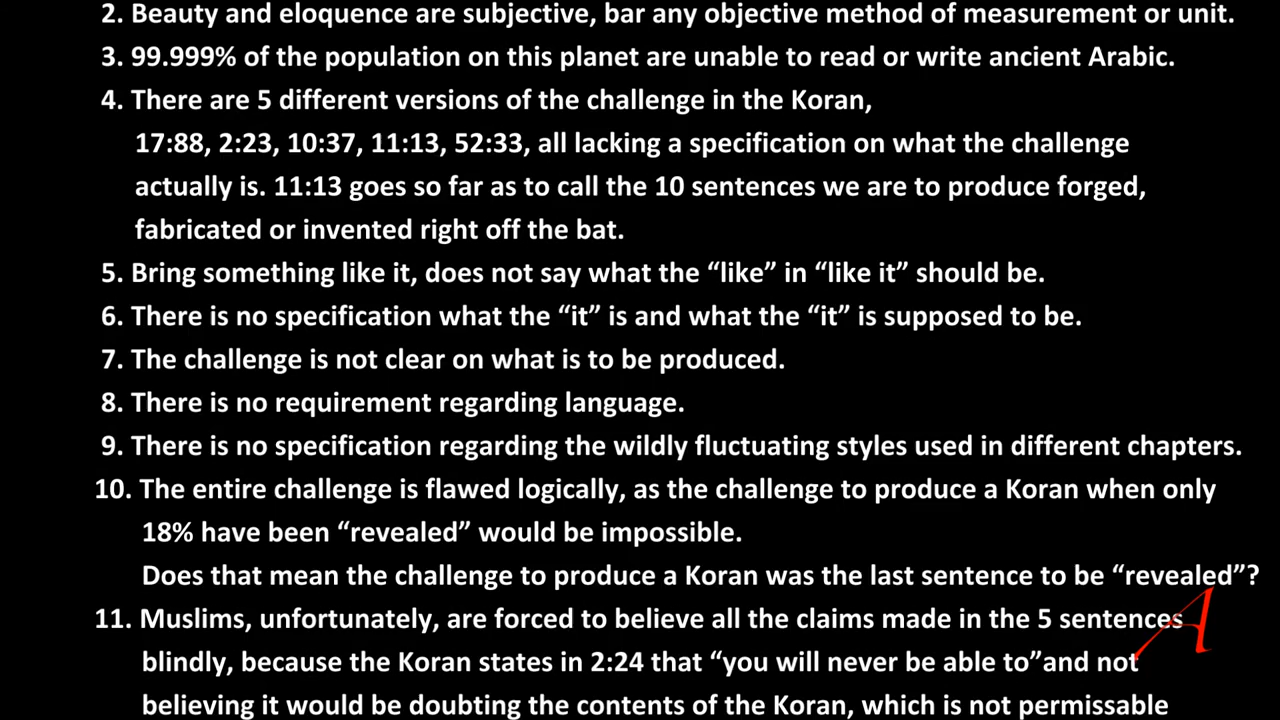 2. Beauty and eloquence are subjective, bar any objective method of measurement or unit.
3. 99.999% of the population on this planet are unable to read or write ancient Arabic.
4. There are 5 different versions of the challenge in the Koran,
17:88, 2:23, 10:37, 11:13, 52:33, all lacking a specification on what the challenge
actually is. 11:13 goes so far as to call the 10 sentences we are to produce forged,
fabricated or invented right off the bat.
5. Bring something like it, does not say what the “like” in “like it” should be.
6. There is no specification what the “it” is and what the “it” is supposed to be.
7. The challenge is not clear on what is to be produced.
8. There is no requirement regarding language.
9. There is no specification regarding the wildly fluctuating styles used in different chapters.
10. The entire challenge is flawed logically, as the challenge to produce a Koran when only
18% have been “revealed” would be impossible.
Does that mean the challenge to produce a Koran was the last sentence to be “revealed”?
11. Muslims, unfortunately, are forced to believe all the claims made in the 5 sentences
blindly, because the Koran states in 2:24 that “you will never be able to”and not
believing it would be doubting the contents of the Koran, which is not permissable
A